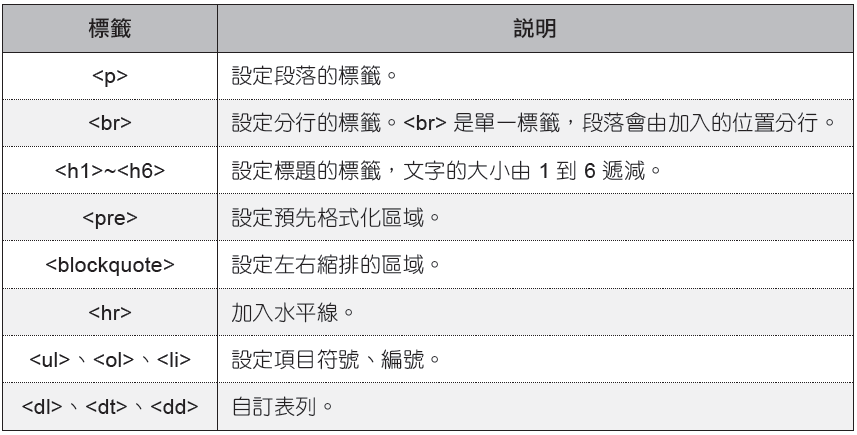 標籤 說明
<p> 設定段落的標籤。
<br> 設定分行的標籤。<br> 是單一標籤，段落會由加入的位置分行。
<h1>~<h6> 設定標題的標籤，文字的大小由 1 到 6 遞減。
<pre> 設定預先格式化區域。
<blockquote> 設定左右縮排的區域。
<hr> 加入水平線。
<ul>、<ol>、<li> 設定項目符號、編號。
<dl>、<dt>、<dd> 自訂表列。